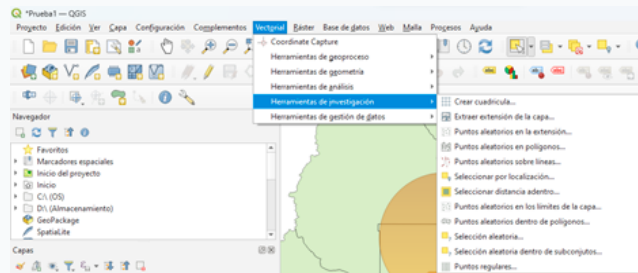 *Prueba1 — QGIS
Proyecto Edición Ver Capa Configuración Complementos Vectorial Ráster Base de datos Web Malla Procesos Ayuda
Coordinate Capture
Herramientas de geoproceso
Herramientas de geometría
Herramientas de análisis
Herramientas de investigación
Herramientas de gestión de datos
Crear cuadrícula...
Extraer extensión de la capa...
Puntos aleatorios en la extensión...
Puntos aleatorios en polígonos...
Puntos aleatorios sobre líneas...
Seleccionar por localización...
Seleccionar distancia adentro...
Puntos aleatorios en los límites de la capa...
Puntos aleatorios dentro de polígonos...
Selección aleatoria...
Selección aleatoria dentro de subconjuntos...
Puntos regulares...
Navegador
Favoritos
Marcadores espaciales
Inicio del proyecto
Inicio
C:\ (OS)
D:\ (Almacenamiento)
GeoPackage
SpatiaLite
Capas